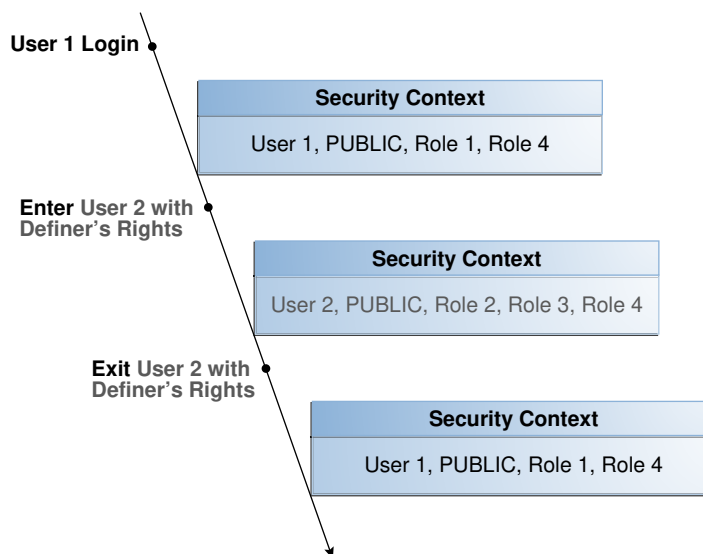 User 1 Login
Security Context
User 1, PUBLIC, Role 1, Role 4
Enter User 2 with
Definer's Rights
Security Context
User 2, PUBLIC, Role 2, Role 3, Role 4
Exit User 2 with
Definer's Rights
Security Context
User 1, PUBLIC, Role 1, Role 4